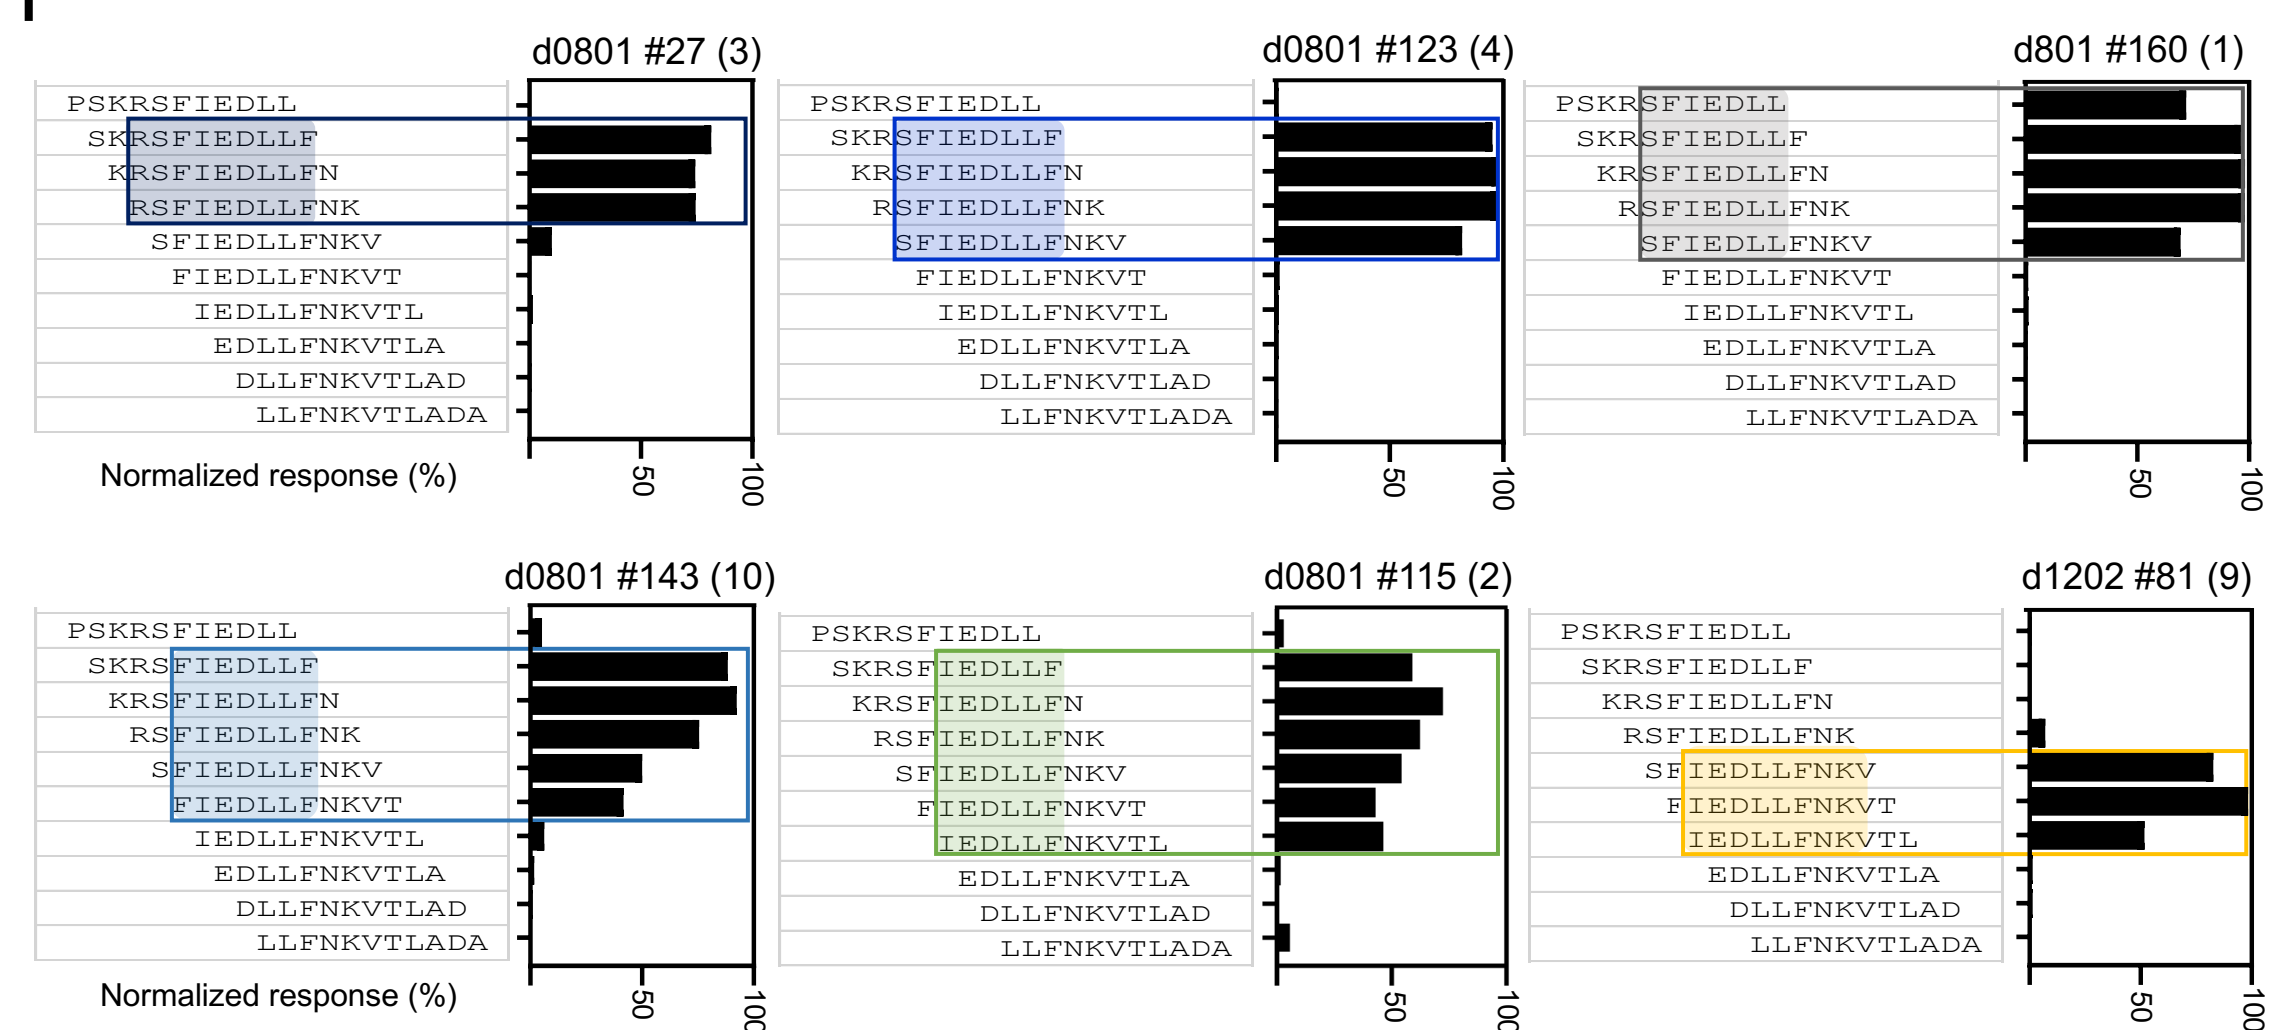 d0801 #27 (3)
PSKRSFIEDLL
SKRSFIEDLLF
KRSFIEDLLFN
RSFIEDLLFNK
SFIEDLLFNKV
FIEDLLFNKVT
IEDLLFNKVTL
EDLLFNKVTLA
DLLFNKVTLAD
LLFNKVTLADA
Normalized response (%)
50
100
d0801 #123 (4)
PSKRSFIEDLL
SKRSFIEDLLF
KRSFIEDLLFN
RSFIEDLLFNK
SFIEDLLFNKV
FIEDLLFNKVT
IEDLLFNKVTL
EDLLFNKVTLA
DLLFNKVTLAD
LLFNKVTLADA
50
100
d801 #160 (1)
PSKRSFIEDLL
SKRSFIEDLLF
KRSFIEDLLFN
RSFIEDLLFNK
SFIEDLLFNKV
FIEDLLFNKVT
IEDLLFNKVTL
EDLLFNKVTLA
DLLFNKVTLAD
LLFNKVTLADA
50
100
d0801 #143 (10)
PSKRSFIEDLL
SKRSFIEDLLF
KRSFIEDLLFN
RSFIEDLLFNK
SFIEDLLFNKV
FIEDLLFNKVT
IEDLLFNKVTL
EDLLFNKVTLA
DLLFNKVTLAD
LLFNKVTLADA
Normalized response (%)
50
100
d0801 #115 (2)
PSKRSFIEDLL
SKRSFIEDLLF
KRSFIEDLLFN
RSFIEDLLFNK
SFIEDLLFNKV
FIEDLLFNKVT
IEDLLFNKVTL
EDLLFNKVTLA
DLLFNKVTLAD
LLFNKVTLADA
50
100
d1202 #81 (9)
PSKRSFIEDLL
SKRSFIEDLLF
KRSFIEDLLFN
RSFIEDLLFNK
SFIEDLLFNKV
FIEDLLFNKVT
IEDLLFNKVTL
EDLLFNKVTLA
DLLFNKVTLAD
LLFNKVTLADA
50
100